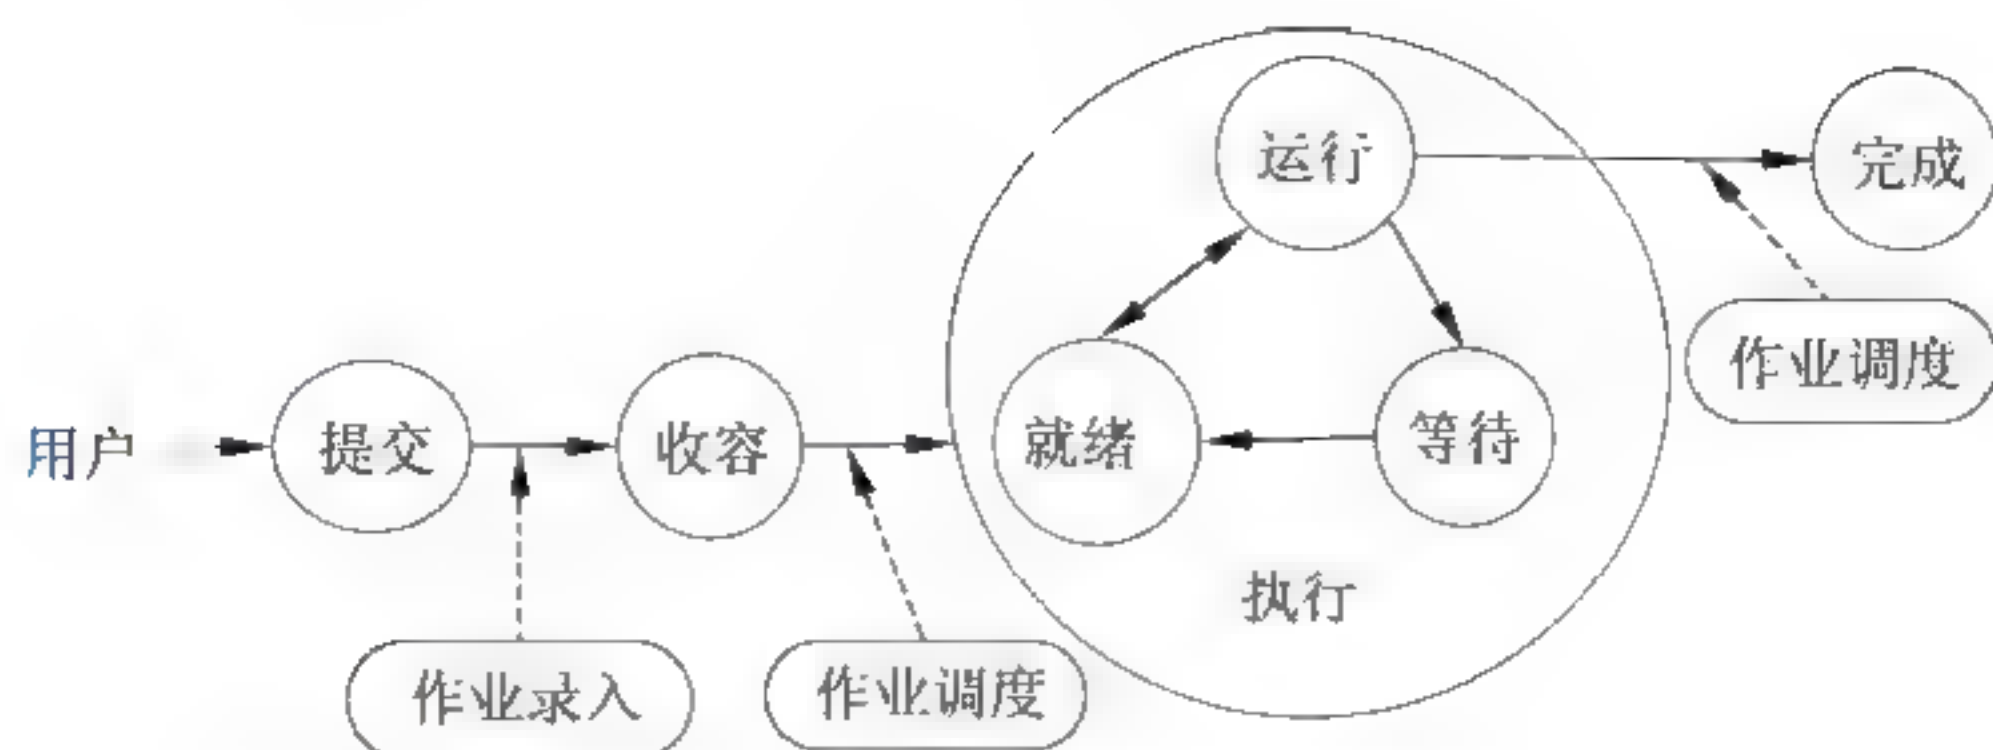 运行
完成
作业调度
用户
提交
收容
就绪
等待
执行
作业录入
作业调度